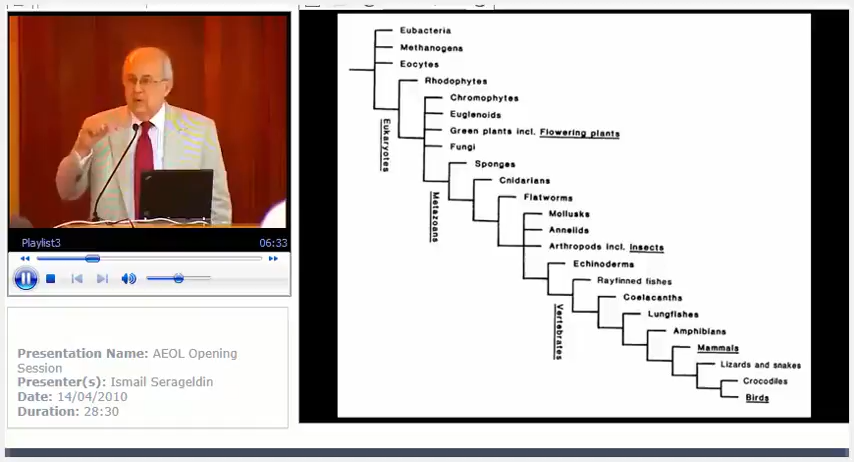 Playlist3
06:33
Presentation Name: AEOL Opening
Session
Presenter(s): Ismail Serageldin
Date: 14/04/2010
Duration: 28:30
Eubacteria
Methanogens
Eocytes
Rhodophytes
Chromophytes
Euglenoids
Green plants incl. Flowering plants
Fungi
Eukaryotes
Sponges
Cnidarians
Flatworms
Metazoans
Mollusks
Annelids
Arthropods incl. Insects
Echinoderms
Rayfinned fishes
Coelacanths
Lungfishes
Vertebrates
Amphibians
Mammals
Lizards and snakes
Crocodiles
Birds